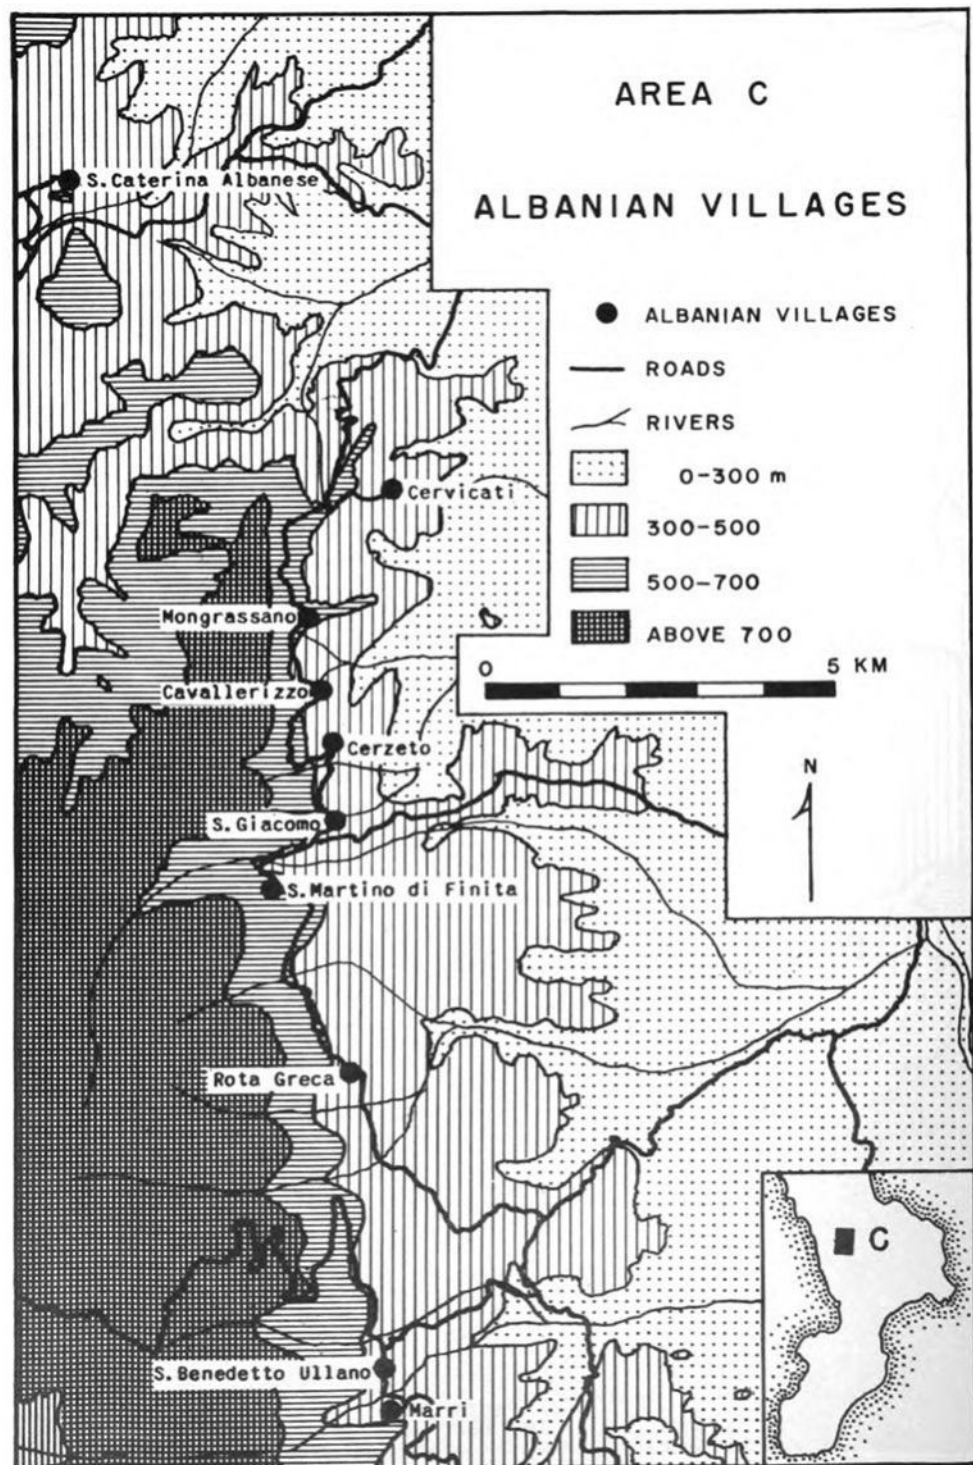 AREA C
ALBANIAN VILLAGES
S.Caterina Albanese
ALBANIAN VILLAGES
ROADS
RIVERS
0-300 m
300-500
500-700
ABOVE 700
0 5 KM
N
Cervicati
Mongrassano
Cavallerizzo
Cerzeto
S.Giacomo
S.Martino di Finita
Rota Greca
C
S.Benedetto Ullano
Marri